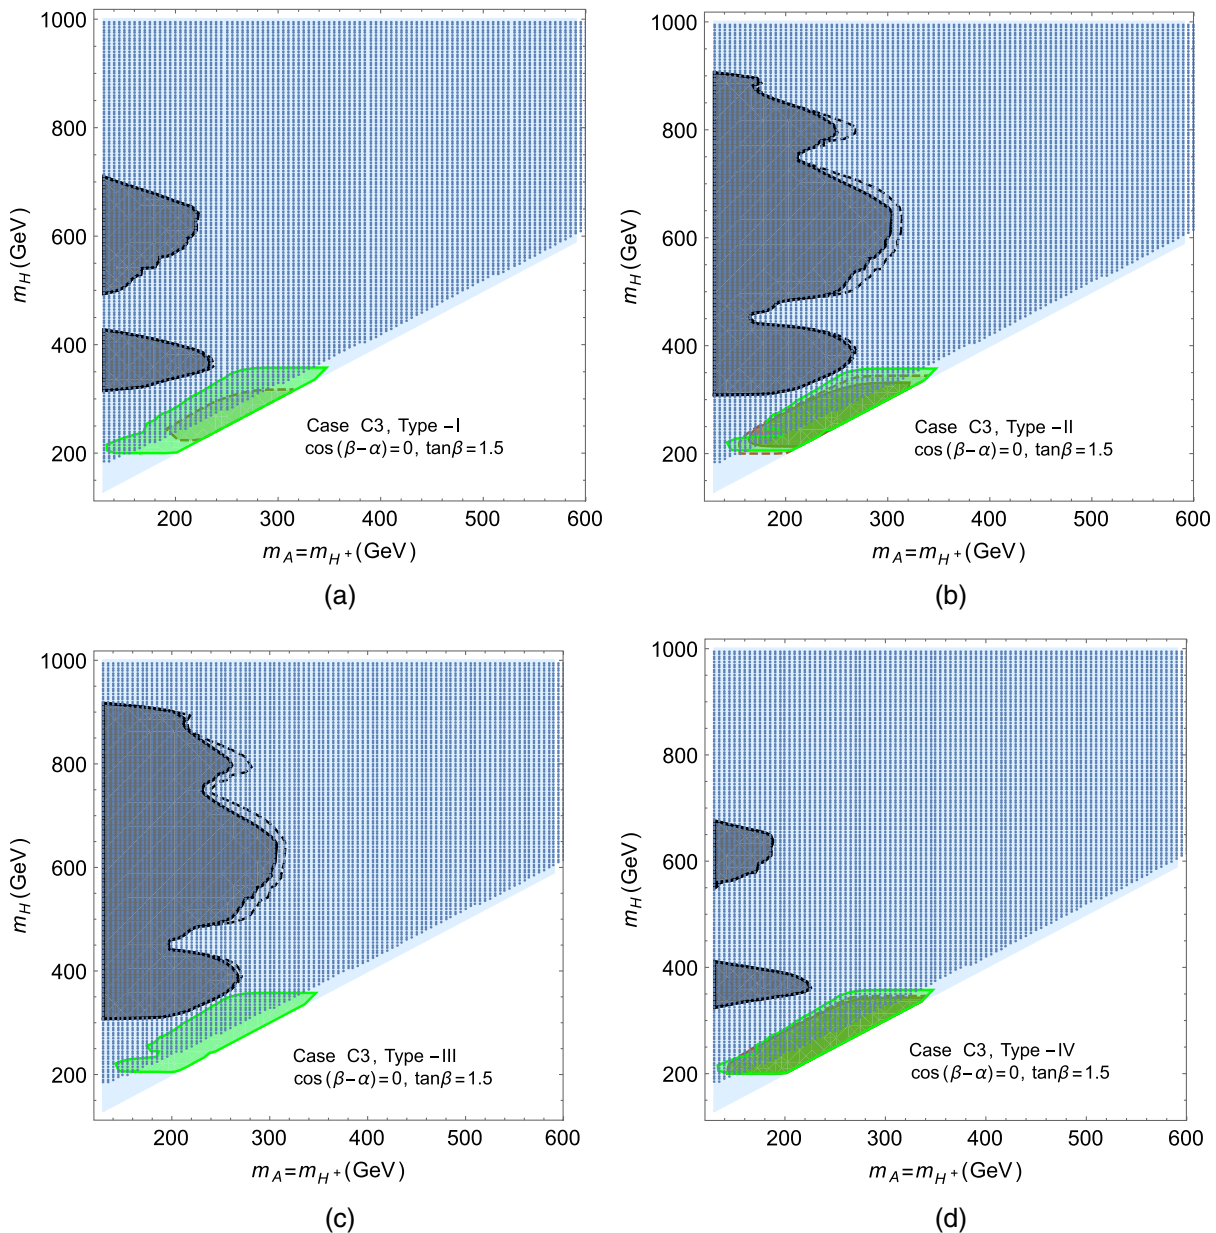 1000
800
600
400
200
m_H (GeV)
Case C3, Type-I
cos(β-α)=0, tanβ=1.5
200 300 400 500 600
m_A=m_H+ (GeV)
(a)
1000
800
600
400
200
m_H (GeV)
Case C3, Type-II
cos(β-α)=0, tanβ=1.5
200 300 400 500 600
m_A=m_H+ (GeV)
(b)
1000
800
600
400
200
m_H (GeV)
Case C3, Type-III
cos(β-α)=0, tanβ=1.5
200 300 400 500 600
m_A=m_H+ (GeV)
(c)
1000
800
600
400
200
m_H (GeV)
Case C3, Type-IV
cos(β-α)=0, tanβ=1.5
200 300 400 500 600
m_A=m_H+ (GeV)
(d)